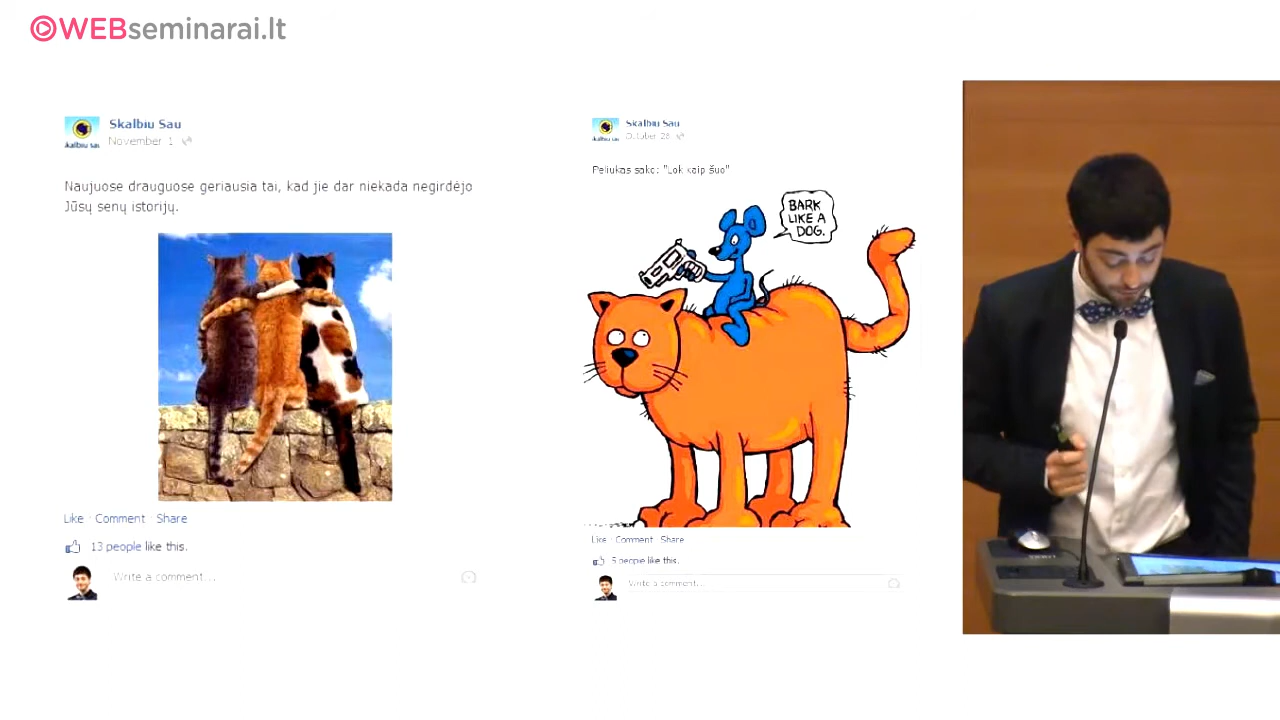 WEBseminarai.lt
Skalbiu Sau
November 1
Naujuose drauguose geriausia tai, kad jie dar niekada negirdėjo
Jūsų senų istorijų.
Like · Comment · Share
13 people like this.
Write a comment...
Skalbiu Sau
October 28
Peliukas sako: "Lok kaip šuo"
BARK
LIKE A
DOG.
Like · Comment · Share
5 people like this.
Write a comment...